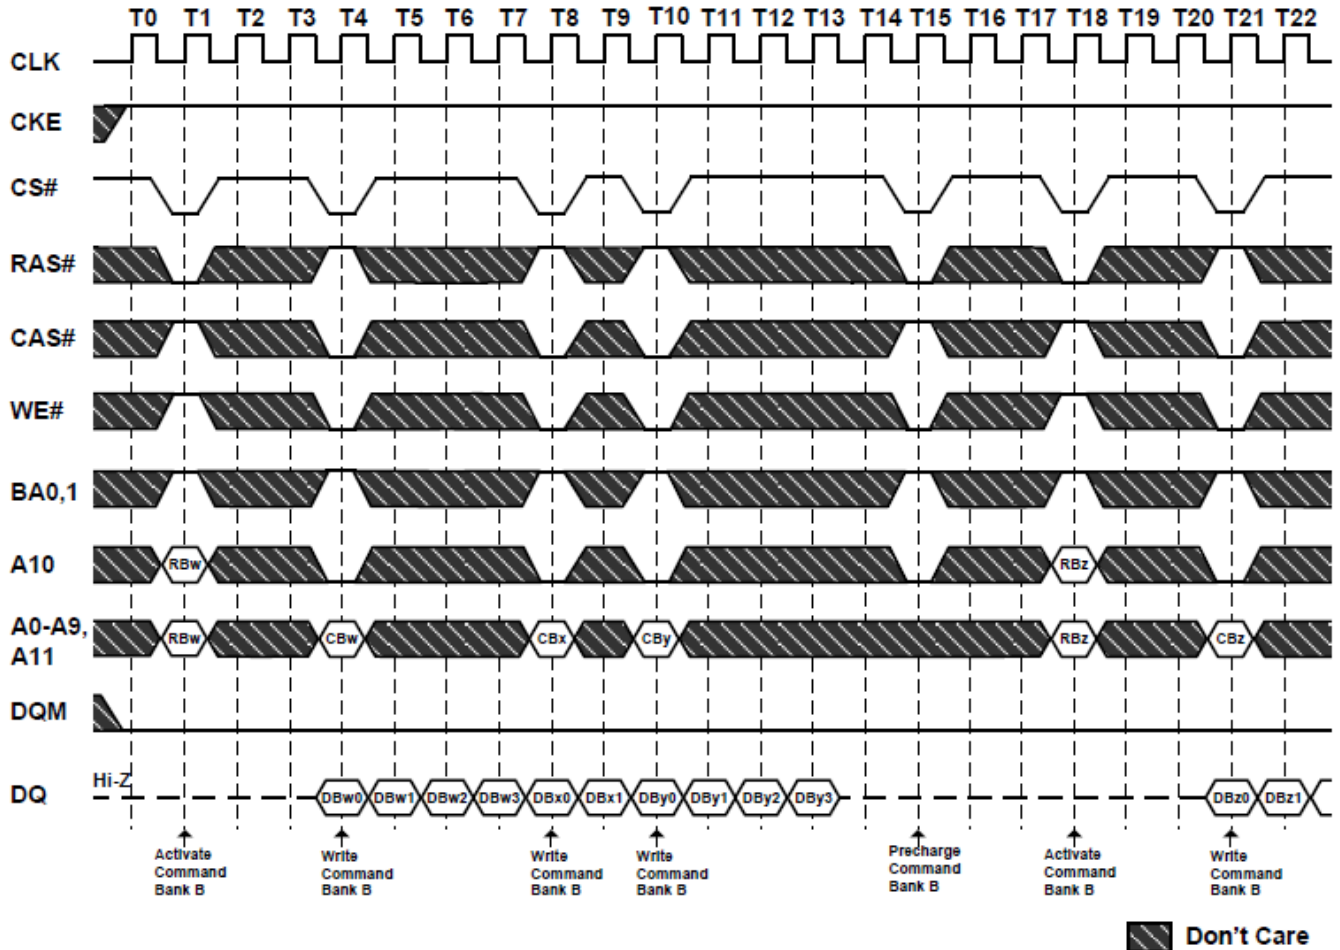 T0 T1 T2 T3 T4 T5 T6 T7 T8 T9 T10 T11 T12 T13 T14 T15 T16 T17 T18 T19 T20 T21 T22
CLK
CKE
CS#
RAS#
CAS#
WE#
BA0,1
A10 RBw RBz
A0-A9,
A11
RBw CBw CBx CBy RBz CBz
DQM
Hi-Z
DQ DBw0 DBw1 DBw2 DBw3 DBx0 DBx1 DBy0 DBy1 DBy2 DBy3 DBz0 DBz1
Activate
Command
Bank B
Write
Command
Bank B
Write
Command
Bank B
Write
Command
Bank B
Precharge
Command
Bank B
Activate
Command
Bank B
Write
Command
Bank B
Don't Care